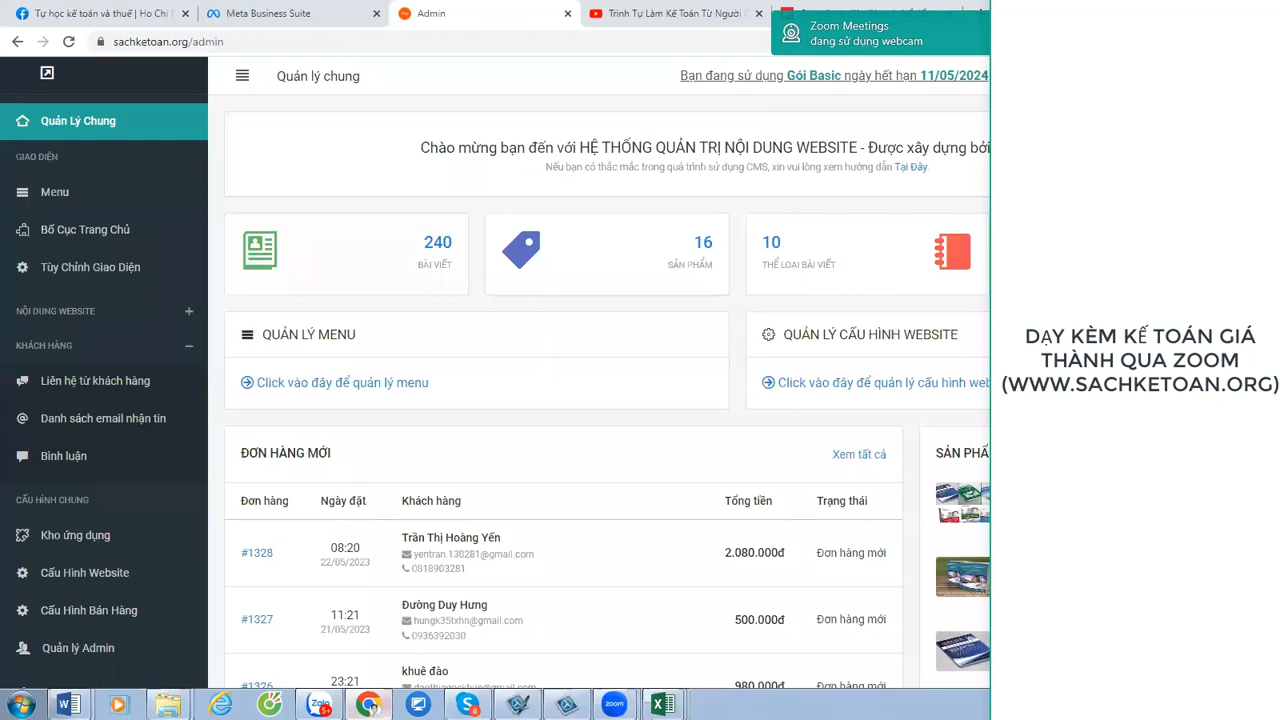 Tự học kế toán và thuế | Ho Chi
Meta Business Suite
Admin
Trình Tự Làm Kế Toán Từ Người
Zoom Meetings
đang sử dụng webcam
sachketoan.org/admin
Quản lý chung
Bạn đang sử dụng Gói Basic ngày hết hạn 11/05/2024
Quản Lý Chung
GIAO DIỆN
Menu
Bố Cục Trang Chủ
Tùy Chỉnh Giao Diện
NỘI DUNG WEBSITE
KHÁCH HÀNG
Liên hệ từ khách hàng
Danh sách email nhận tin
Bình luận
CẤU HÌNH CHUNG
Kho ứng dụng
Cấu Hình Website
Cấu Hình Bán Hàng
Quản lý Admin
Chào mừng bạn đến với HỆ THỐNG QUẢN TRỊ NỘI DUNG WEBSITE - Được xây dựng bởi
Nếu bạn có thắc mắc trong quá trình sử dụng CMS, xin vui lòng xem hướng dẫn Tại Đây.
240
BÀI VIẾT
16
SẢN PHẨM
10
THỂ LOẠI BÀI VIẾT
QUẢN LÝ MENU
Click vào đây để quản lý menu
QUẢN LÝ CẤU HÌNH WEBSITE
Click vào đây để quản lý cấu hình web
ĐƠN HÀNG MỚI
Xem tất cả
SẢN PHẨ
Đơn hàng Ngày đặt Khách hàng Tổng tiền Trạng thái
#1328 08:20 22/05/2023 Trần Thị Hoàng Yến 2.080.000đ Đơn hàng mới
yentran.130281@gmail.com
0818903281
#1327 11:21 21/05/2023 Đường Duy Hưng 500.000đ Đơn hàng mới
hungk35txhn@gmail.com
0936392030
#1326 23:21 khuê đào 980.000đ Đơn hàng mới
DẠY KÈM KẾ TOÁN GIÁ
THÀNH QUA ZOOM
(WWW.SACHKETOAN.ORG)
Zalo
5+
8
zoom